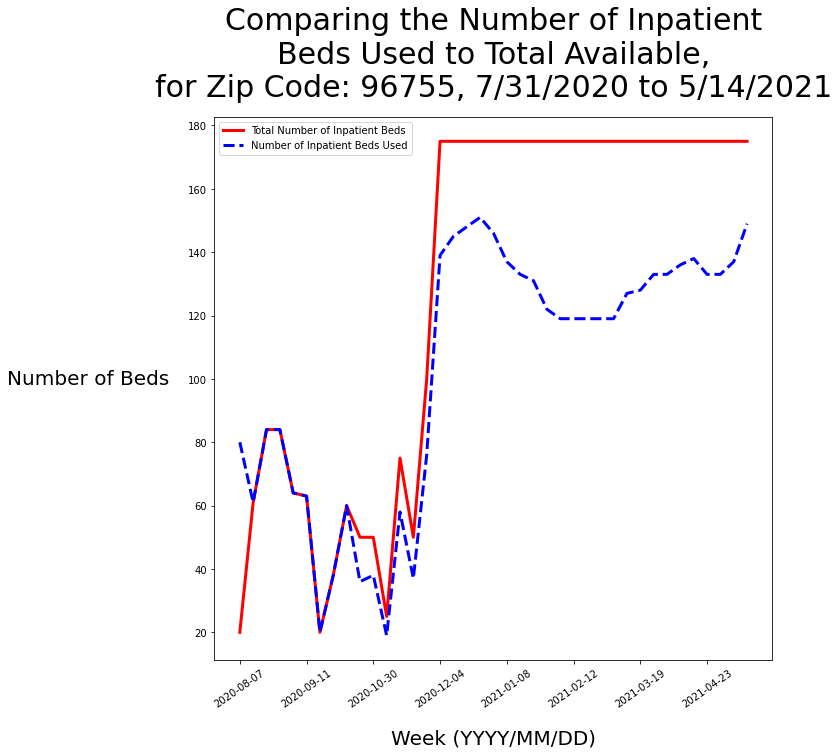 Comparing the Number of Inpatient
Beds Used to Total Available,
for Zip Code: 96755, 7/31/2020 to 5/14/2021
Total Number of Inpatient Beds
Number of Inpatient Beds Used
180
160
140
120
100
80
60
40
20
Number of Beds
2020-08-07
2020-09-11
2020-10-30
2020-12-04
2021-01-08
2021-02-12
2021-03-19
2021-04-23
Week (YYYY/MM/DD)